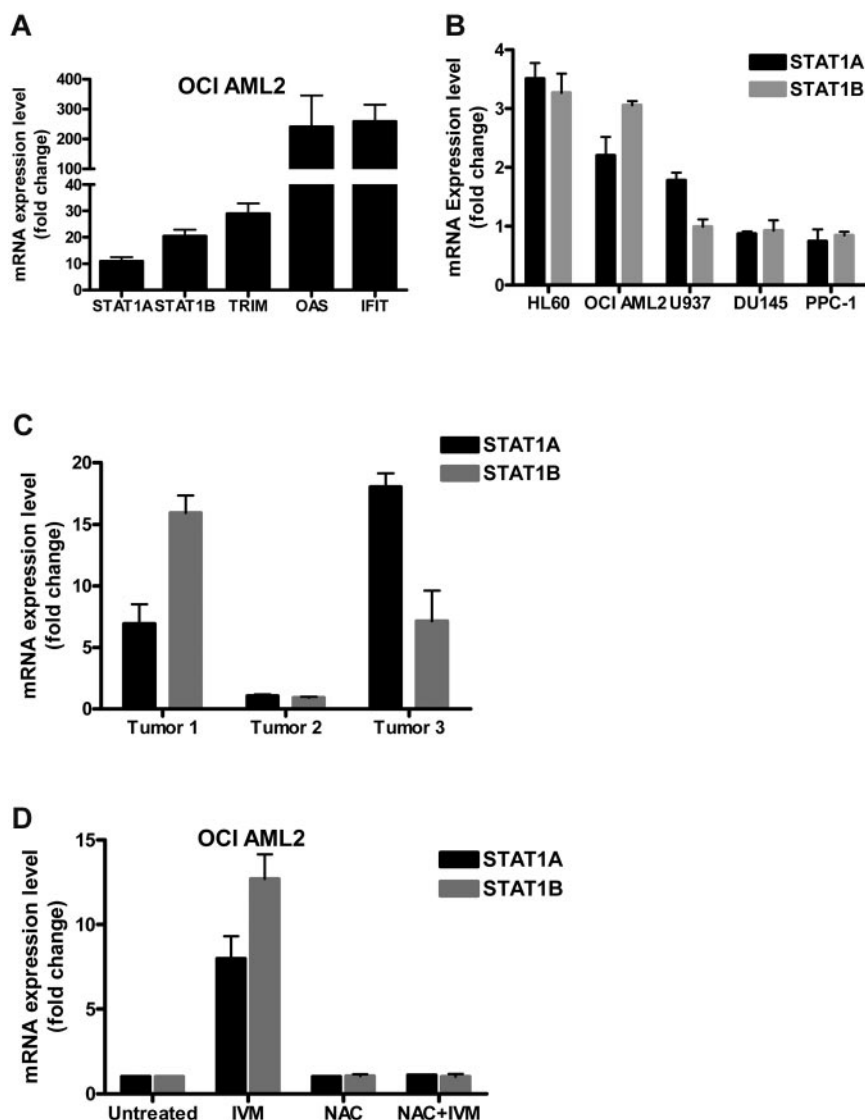 A
OCI AML2
mRNA expression level
(fold change)
400
300
200
100
40
30
20
10
0
STAT1A STAT1B TRIM OAS IFIT
B
STAT1A
STAT1B
mRNA Expression level
(fold change)
4
3
2
1
0
HL60 OCI AML2 U937 DU145 PPC-1
C
STAT1A
STAT1B
mRNA expression level
(fold change)
20
15
10
5
0
Tumor 1 Tumor 2 Tumor 3
D
OCI AML2
STAT1A
STAT1B
mRNA expression level
(fold change)
15
10
5
0
Untreated IVM NAC NAC+IVM